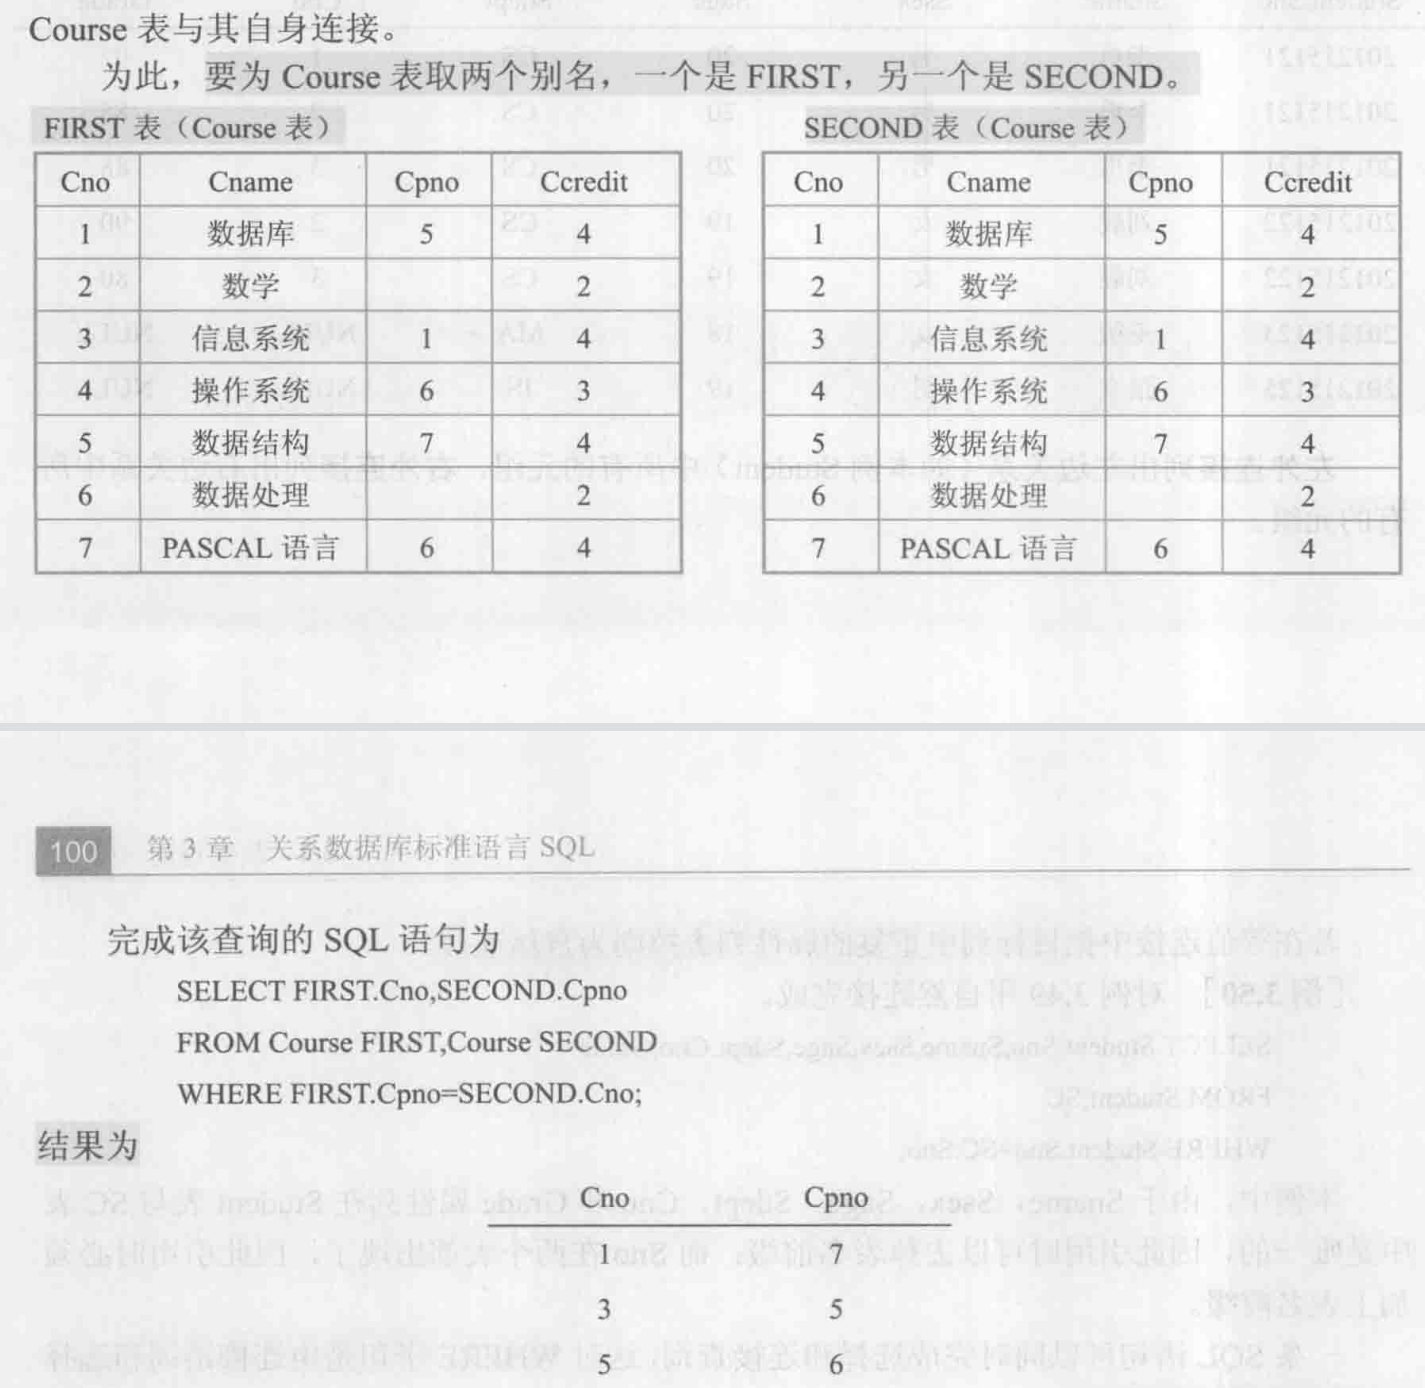 Course 表与其自身连接。
为此，要为 Course 表取两个别名，一个是 FIRST，另一个是 SECOND。
FIRST 表（Course 表）
Cno Cname Cpno Ccredit
1 数据库 5 4
2 数学 2
3 信息系统 1 4
4 操作系统 6 3
5 数据结构 7 4
6 数据处理 2
7 PASCAL 语言 6 4
SECOND 表（Course 表）
Cno Cname Cpno Ccredit
1 数据库 5 4
2 数学 2
3 信息系统 1 4
4 操作系统 6 3
5 数据结构 7 4
6 数据处理 2
7 PASCAL 语言 6 4
100 第 3 章 关系数据库标准语言 SQL
完成该查询的 SQL 语句为
SELECT FIRST.Cno,SECOND.Cpno
FROM Course FIRST,Course SECOND
WHERE FIRST.Cpno=SECOND.Cno;
结果为
Cno Cpno
1 7
3 5
5 6